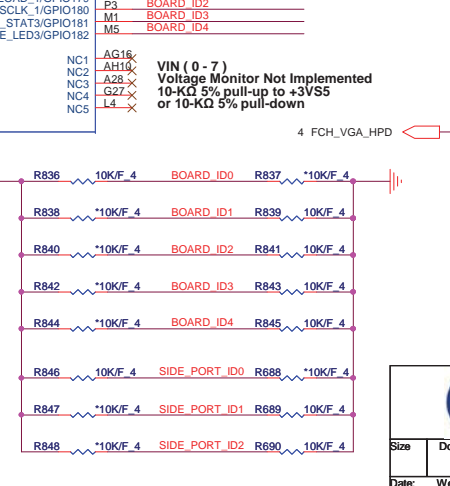 P3 BOARD_ID2
SCLK_1/GPIO180 M1 BOARD_ID3
_STAT3/GPIO181 M5 BOARD_ID4
E_LED3/GPIO182
NC1 AG16
NC2 AH10
NC3 A28
NC4 G27
NC5 L4
VIN ( 0 - 7 )
Voltage Monitor Not Implemented
10-KΩ 5% pull-up to +3VS5
or 10-KΩ 5% pull-down
4 FCH_VGA_HPD
R836 10K/F_4 BOARD_ID0 R837 *10K/F_4
R838 *10K/F_4 BOARD_ID1 R839 10K/F_4
R840 *10K/F_4 BOARD_ID2 R841 10K/F_4
R842 *10K/F_4 BOARD_ID3 R843 10K/F_4
R844 *10K/F_4 BOARD_ID4 R845 10K/F_4
R846 10K/F_4 SIDE_PORT_ID0 R688 *10K/F_4
R847 *10K/F_4 SIDE_PORT_ID1 R689 10K/F_4
R848 *10K/F_4 SIDE_PORT_ID2 R690 10K/F_4
Size Do
Date: We